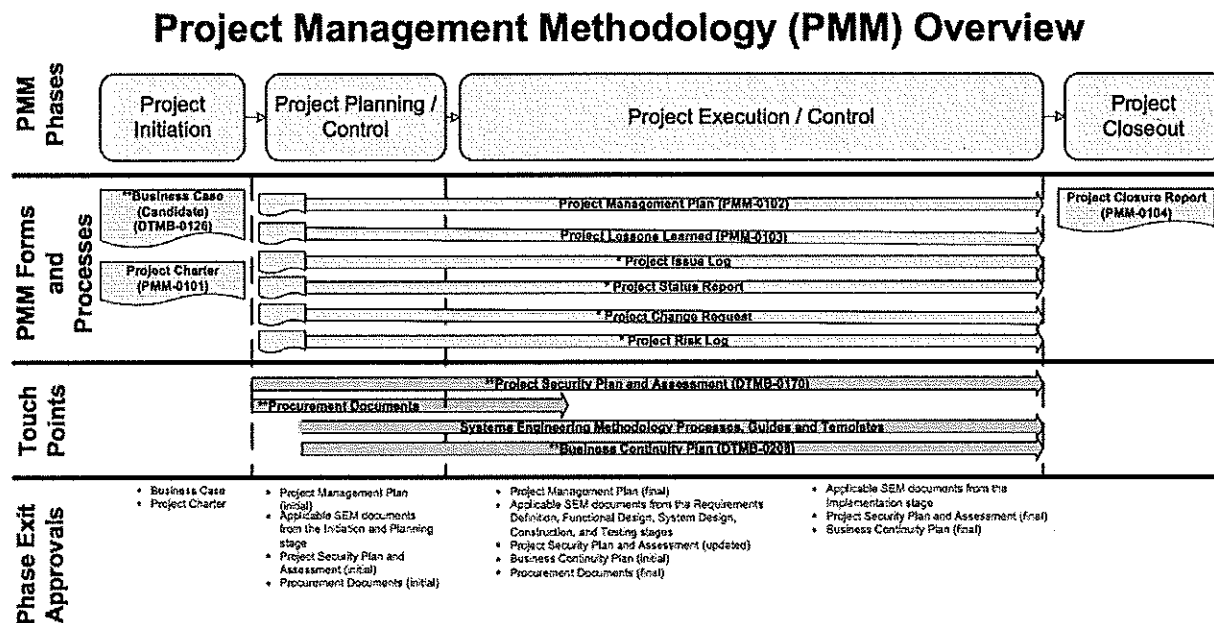 Project Management Methodology (PMM) Overview
PMM
Phases
Project
Initiation
Project Planning /
Control
Project Execution / Control
Project
Closeout
PMM Forms
and
Processes
**Business Case
(Candidate)
(DTMB-0126)
Project Charter
(PMM-0101)
Project Management Plan (PMM-0102)
Project Lessons Learned (PMM-0103)
* Project Issue Log
* Project Status Report
* Project Change Request
* Project Risk Log
Project Closure Report
(PMM-0104)
Touch
Points
**Project Security Plan and Assessment (DTMB-0170)
**Procurement Documents
Systems Engineering Methodology Processes, Guides and Templates
**Business Continuity Plan (DTMB-0208)
Phase Exit
Approvals
• Business Case
• Project Charter
• Project Management Plan
(initial)
• Applicable SEM documents
from the Initiation and Planning
stage
• Project Security Plan and
Assessment (initial)
• Procurement Documents (initial)
• Project Management Plan (final)
• Applicable SEM documents from the Requirements
Definition, Functional Design, System Design,
Construction, and Testing stages
• Project Security Plan and Assessment (updated)
• Business Continuity Plan (initial)
• Procurement Documents (final)
• Applicable SEM documents from the
Implementation stage
• Project Security Plan and Assessment (final)
• Business Continuity Plan (final)